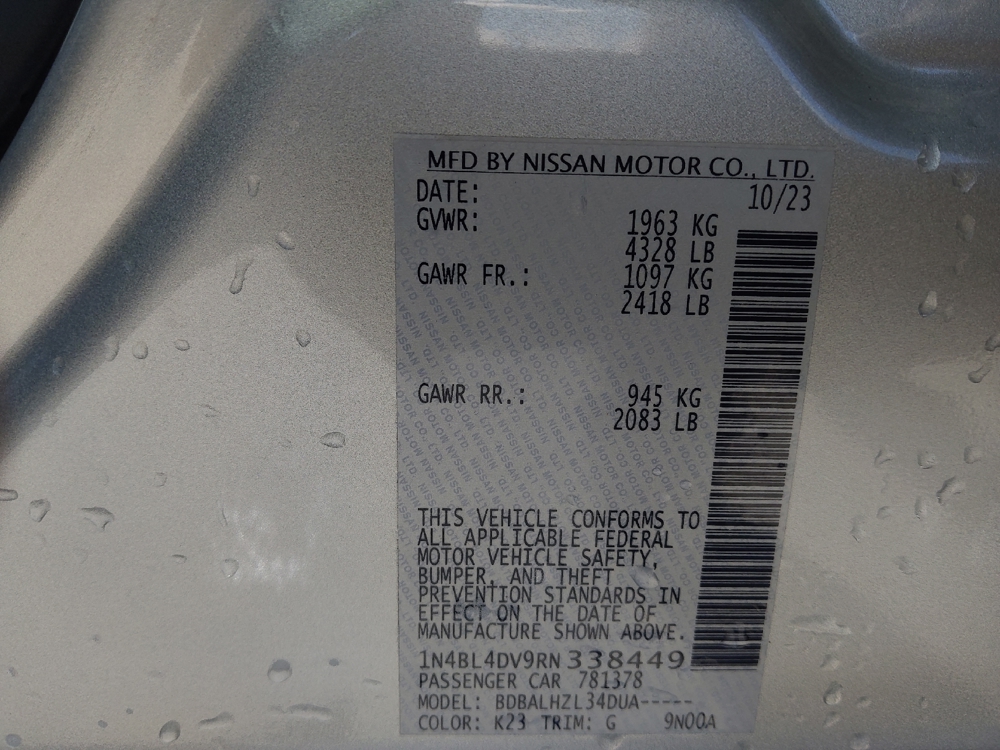 MFD BY NISSAN MOTOR CO., LTD.
DATE: 10/23
GVWR: 1963 KG
4328 LB
GAWR FR.: 1097 KG
2418 LB
GAWR RR.: 945 KG
2083 LB
THIS VEHICLE CONFORMS TO
ALL APPLICABLE FEDERAL
MOTOR VEHICLE SAFETY,
BUMPER, AND THEFT
PREVENTION STANDARDS IN
EFFECT ON THE DATE OF
MANUFACTURE SHOWN ABOVE.
1N4BL4DV9RN338449
PASSENGER CAR 781378
MODEL: BDBALHZL34DUA-----
COLOR: K23 TRIM: G 9N00A